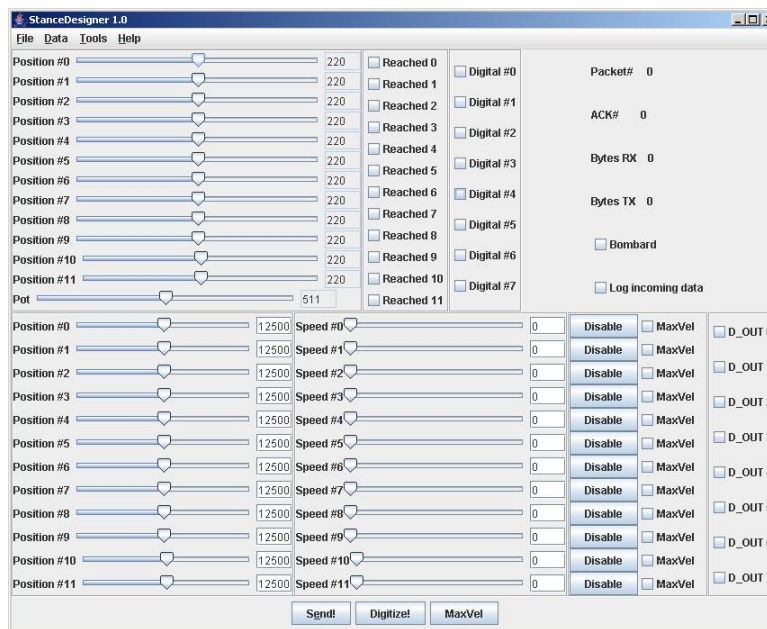 StanceDesigner 1.0
File Data Tools Help
Position #0 220
Position #1 220
Position #2 220
Position #3 220
Position #4 220
Position #5 220
Position #6 220
Position #7 220
Position #8 220
Position #9 220
Position #10 220
Position #11 220
Pot 511
Reached 0
Reached 1
Reached 2
Reached 3
Reached 4
Reached 5
Reached 6
Reached 7
Reached 8
Reached 9
Reached 10
Reached 11
Digital #0
Digital #1
Digital #2
Digital #3
Digital #4
Digital #5
Digital #6
Digital #7
Packet# 0
ACK# 0
Bytes RX 0
Bytes TX 0
Bombard
Log incoming data
Position #0 12500 Speed #0 0 Disable MaxVel
Position #1 12500 Speed #1 0 Disable MaxVel
Position #2 12500 Speed #2 0 Disable MaxVel
Position #3 12500 Speed #3 0 Disable MaxVel
Position #4 12500 Speed #4 0 Disable MaxVel
Position #5 12500 Speed #5 0 Disable MaxVel
Position #6 12500 Speed #6 0 Disable MaxVel
Position #7 12500 Speed #7 0 Disable MaxVel
Position #8 12500 Speed #8 0 Disable MaxVel
Position #9 12500 Speed #9 0 Disable MaxVel
Position #10 12500 Speed #10 0 Disable MaxVel
Position #11 12500 Speed #11 0 Disable MaxVel
D_OUT
D_OUT
D_OUT
D_OUT
D_OUT
D_OUT
D_OUT
D_OUT
Send! Digitize! MaxVel